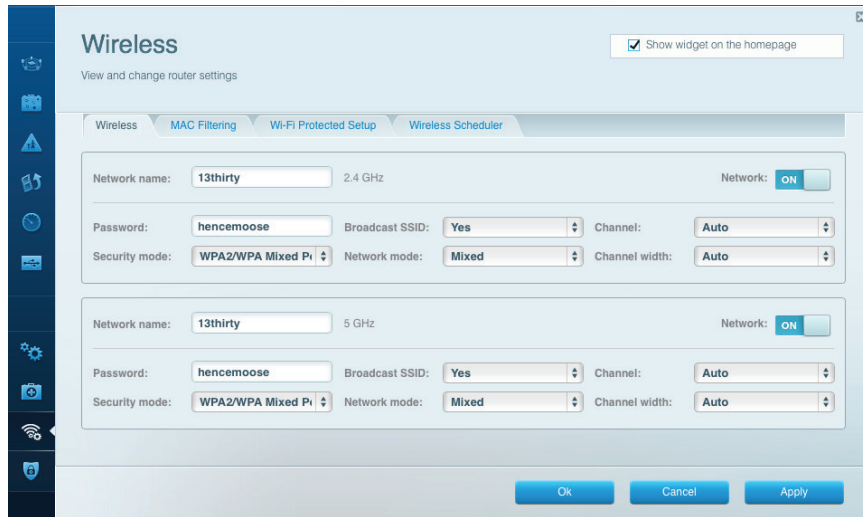 Wireless
Show widget on the homepage
View and change router settings
Wireless MAC Filtering Wi-Fi Protected Setup Wireless Scheduler
Network name: 13thirty 2.4 GHz Network: ON
Password: hencemoose Broadcast SSID: Yes Channel: Auto
Security mode: WPA2/WPA Mixed Network mode: Mixed Channel width: Auto
Network name: 13thirty 5 GHz Network: ON
Password: hencemoose Broadcast SSID: Yes Channel: Auto
Security mode: WPA2/WPA Mixed Network mode: Mixed Channel width: Auto
Ok Cancel Apply